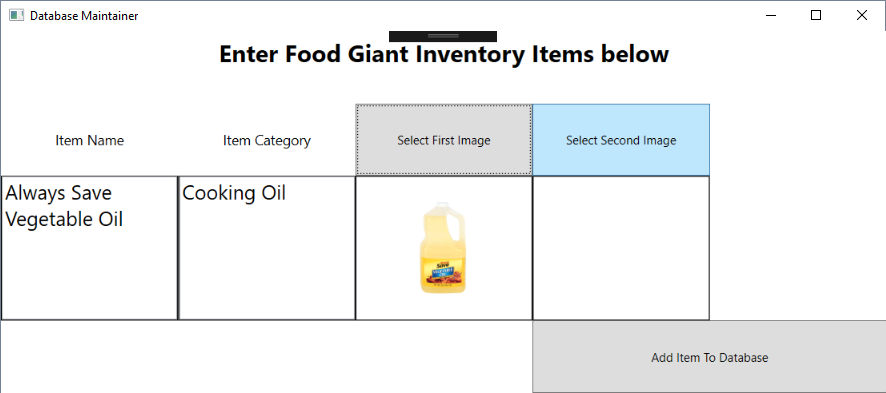 Database Maintainer
Enter Food Giant Inventory Items below
Item Name
Item Category
Select First Image
Select Second Image
Always Save
Vegetable Oil
Cooking Oil
Save
Add Item To Database